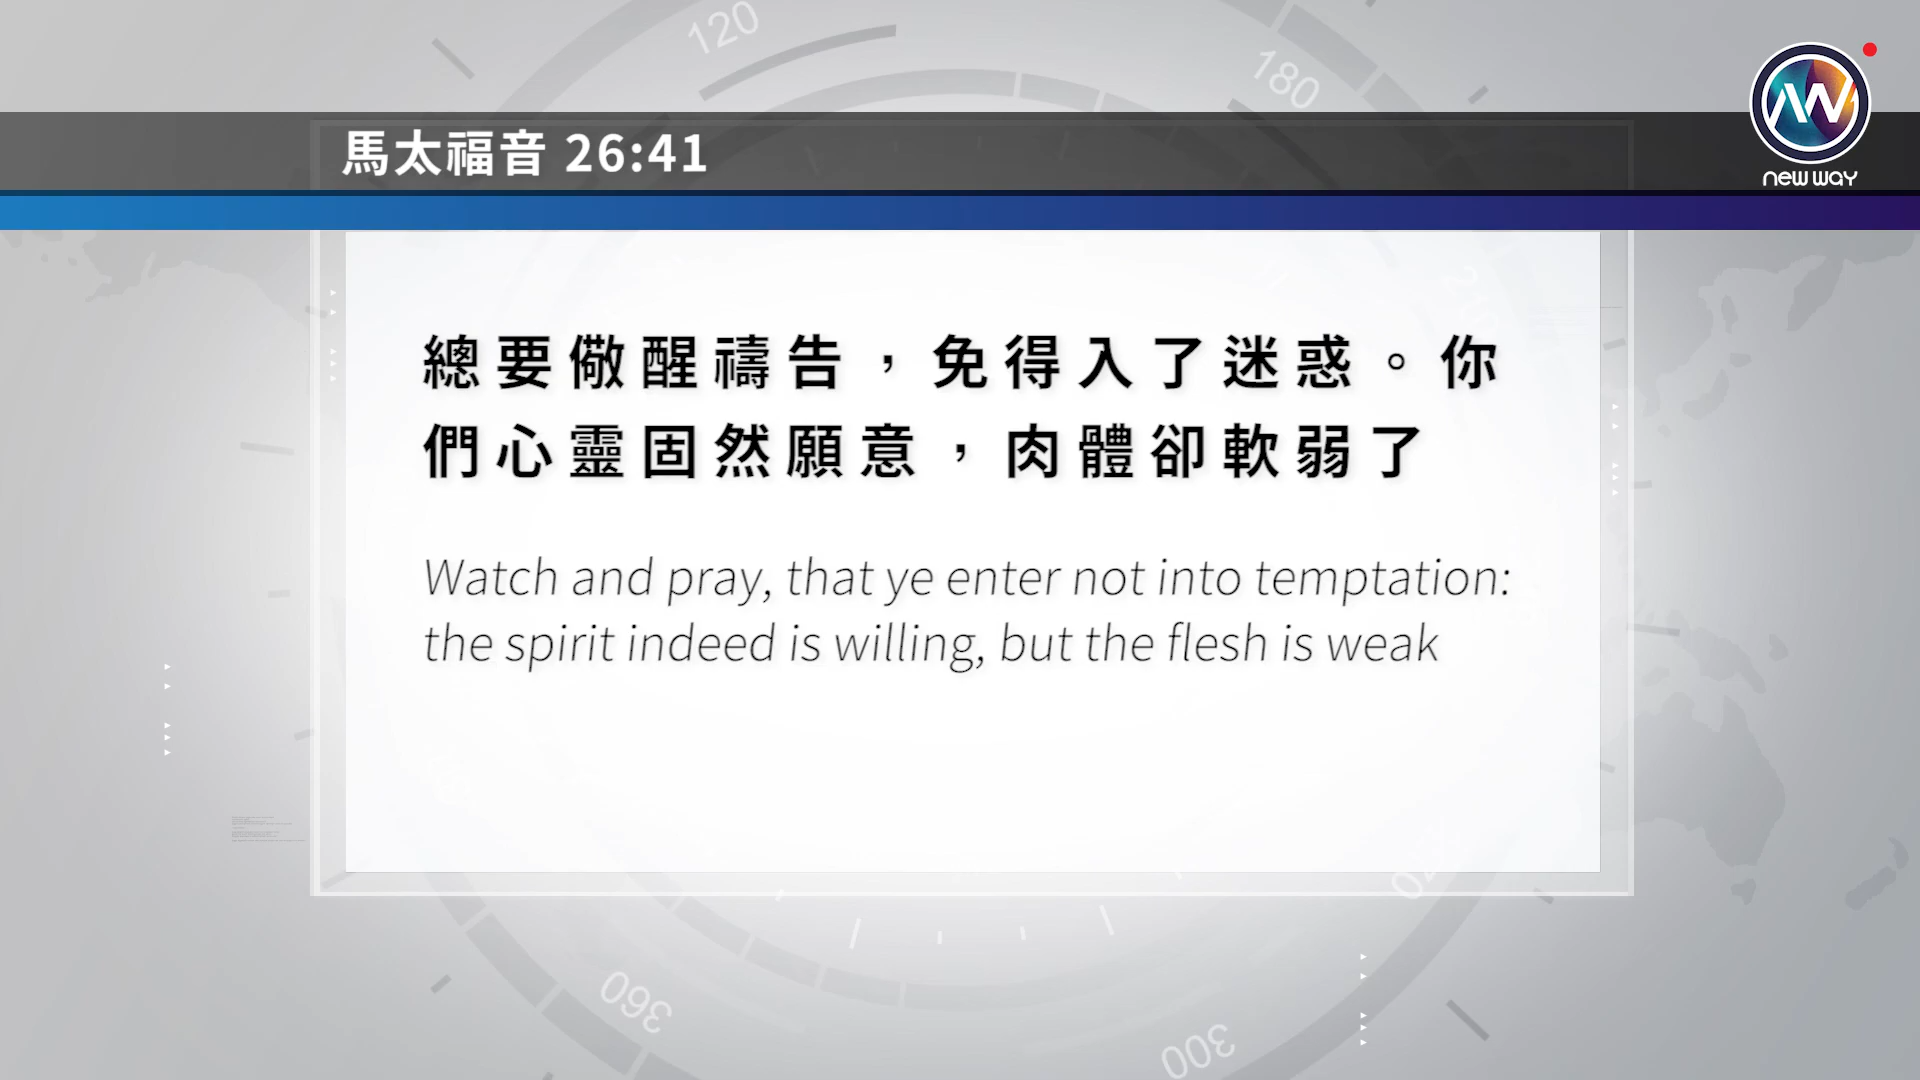 120
180
馬太福音 26:41
new way
總要儆醒禱告，免得入了迷惑。你
們心靈固然願意，肉體卻軟弱了
Watch and pray, that ye enter not into temptation:
the spirit indeed is willing, but the flesh is weak
360
300